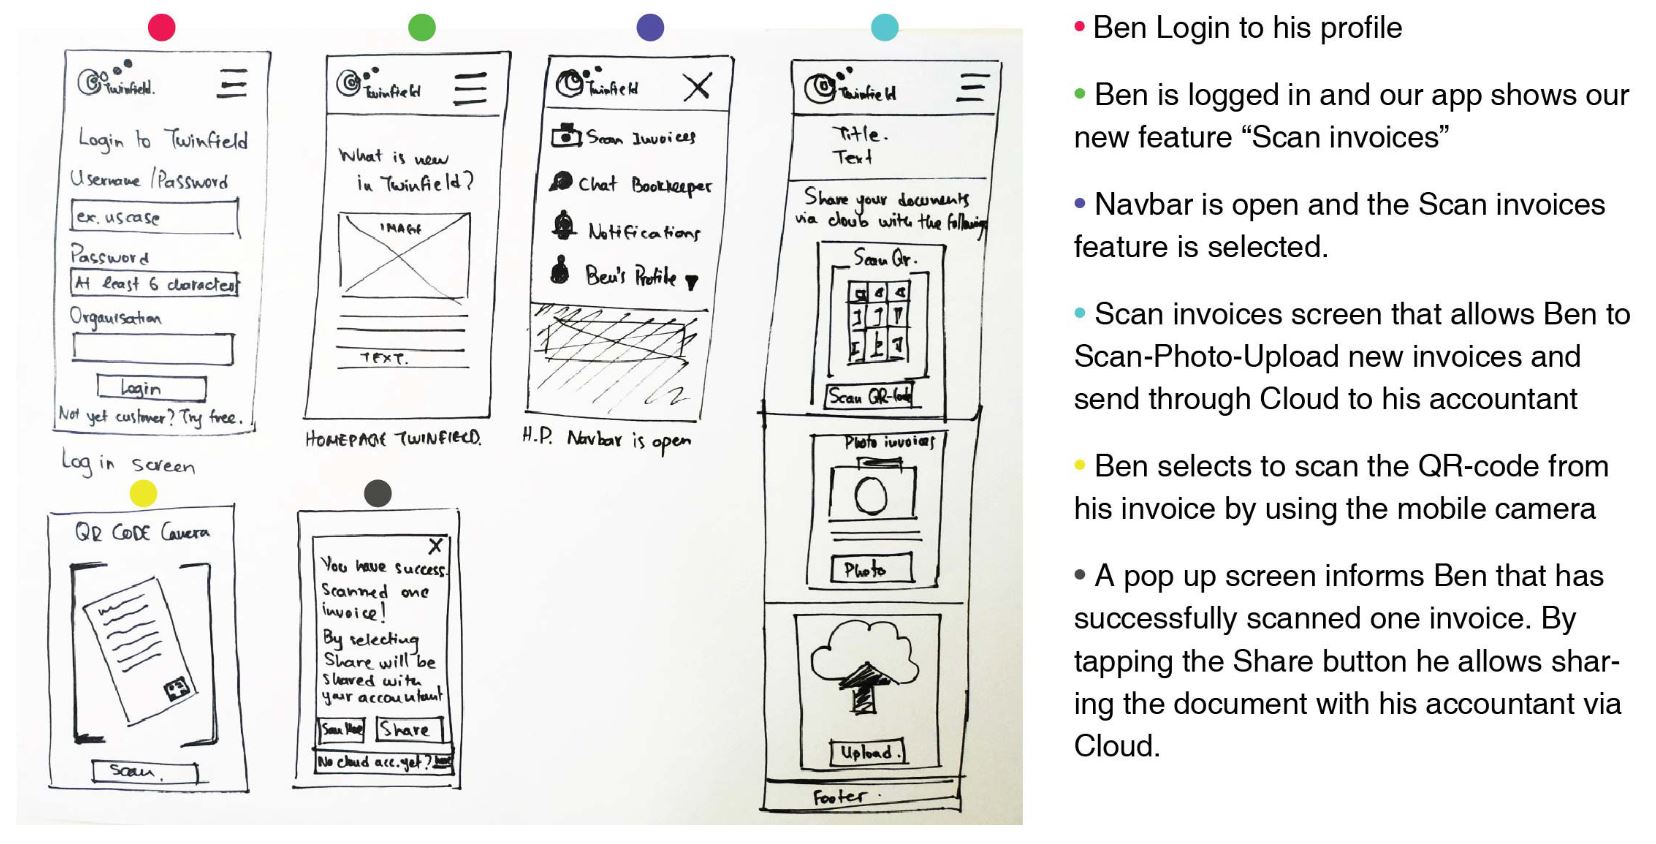 Twinfield.
Login to Twinfield
Username / Password
ex. uscase
Password
At least 6 characters
Organisation
Login
Not yet customer? Try free.
Log in screen
Twinfield
What is new
in Twinfield?
IMAGE
TEXT.
HOMEPAGE TWINFIELD.
Twinfield
X
Scan Invoices
Chat Bookkeeper
Notifications
Ben's Profile
H.P. Navbar is open
Twinfield
Title.
Text
Share your documents
via cloub with the following
Scan Qr.
Scan QR-Code
Photo invoices
Photo
Upload.
Footer.
QR CODE Camera
Scan.
X
You have success.
Scanned one
invoice!
By selecting
Share will be
shared with
your accountant
Share
No cloud acc. yet?
• Ben Login to his profile
• Ben is logged in and our app shows our
new feature “Scan invoices”
• Navbar is open and the Scan invoices
feature is selected.
• Scan invoices screen that allows Ben to
Scan-Photo-Upload new invoices and
send through Cloud to his accountant
• Ben selects to scan the QR-code from
his invoice by using the mobile camera
• A pop up screen informs Ben that has
successfully scanned one invoice. By
tapping the Share button he allows shar-
ing the document with his accountant via
Cloud.